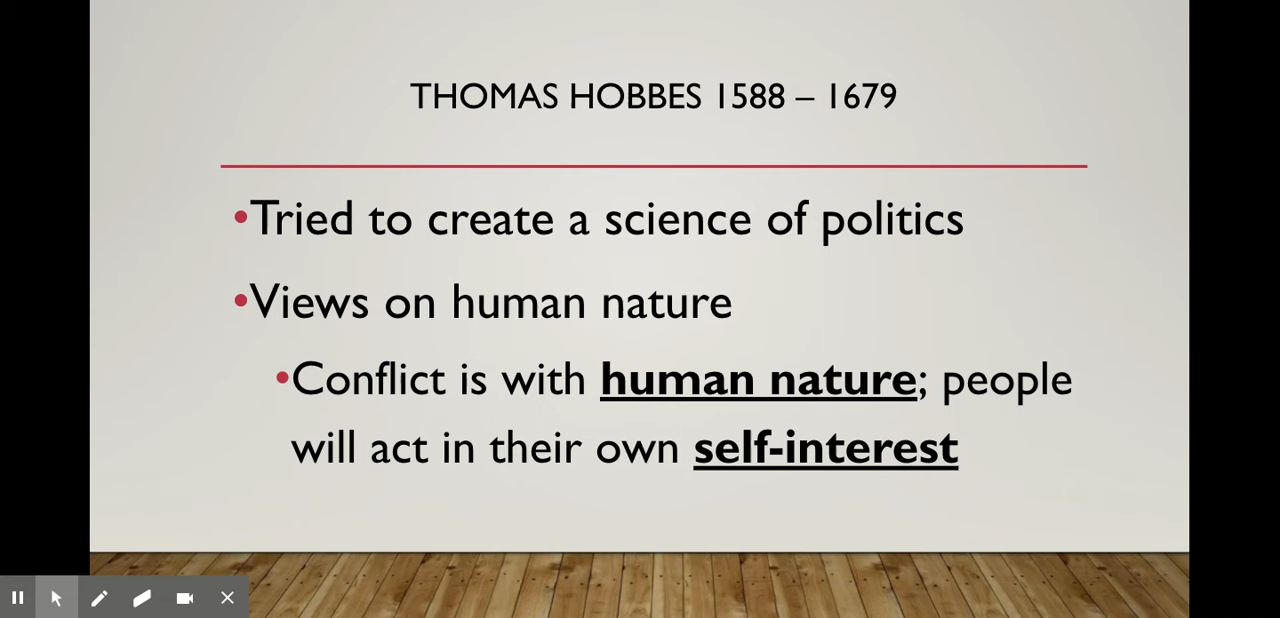 THOMAS HOBBES 1588 – 1679
•Tried to create a science of politics
•Views on human nature
•Conflict is with human nature; people
will act in their own self-interest